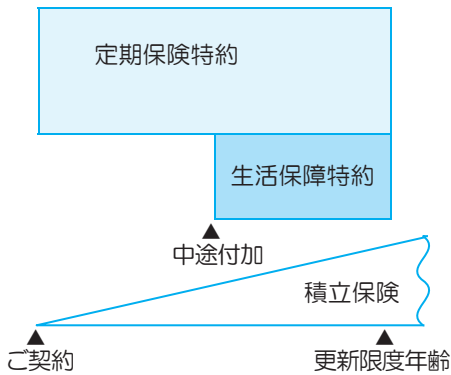 定期保険特約
生活保障特約
▲
中途付加
積立保険
▲
ご契約
▲
更新限度年齢